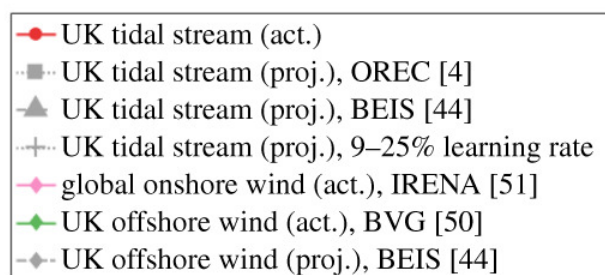 UK tidal stream (act.)
UK tidal stream (proj.), OREC [4]
UK tidal stream (proj.), BEIS [44]
UK tidal stream (proj.), 9–25% learning rate
global onshore wind (act.), IRENA [51]
UK offshore wind (act.), BVG [50]
UK offshore wind (proj.), BEIS [44]